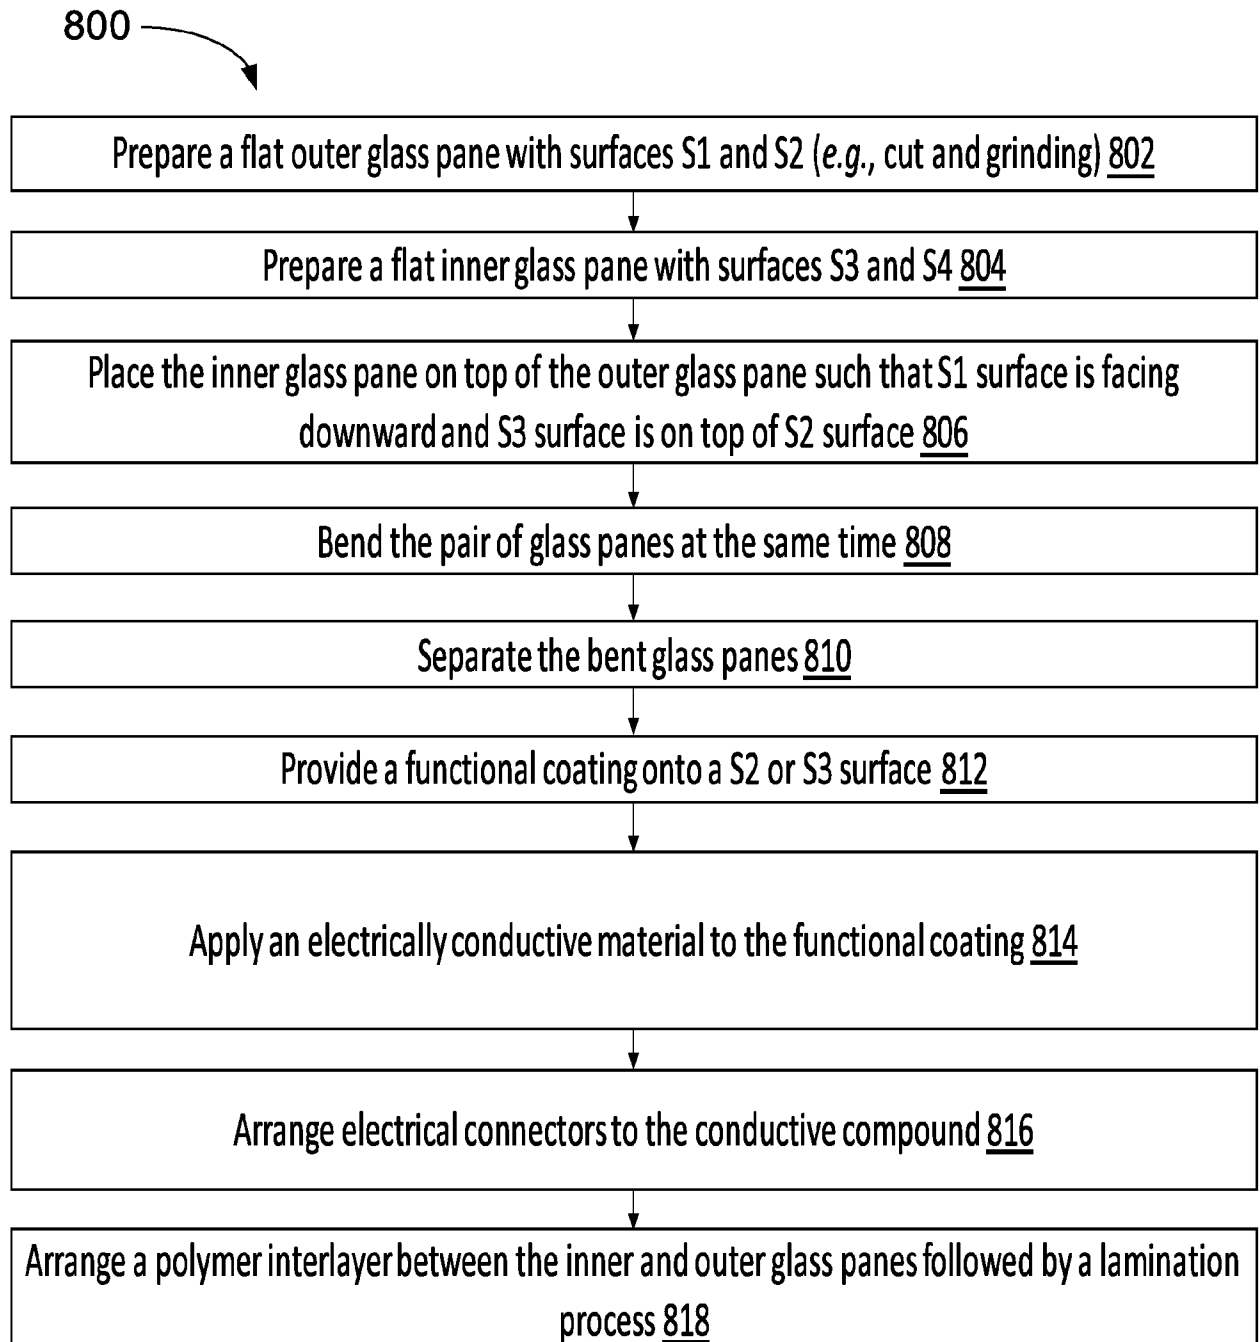 800
Prepare a flat outer glass pane with surfaces S1 and S2 (e.g., cut and grinding) 802
Prepare a flat inner glass pane with surfaces S3 and S4 804
Place the inner glass pane on top of the outer glass pane such that S1 surface is facing
downward and S3 surface is on top of S2 surface 806
Bend the pair of glass panes at the same time 808
Separate the bent glass panes 810
Provide a functional coating onto a S2 or S3 surface 812
Apply an electrically conductive material to the functional coating 814
Arrange electrical connectors to the conductive compound 816
Arrange a polymer interlayer between the inner and outer glass panes followed by a lamination
process 818